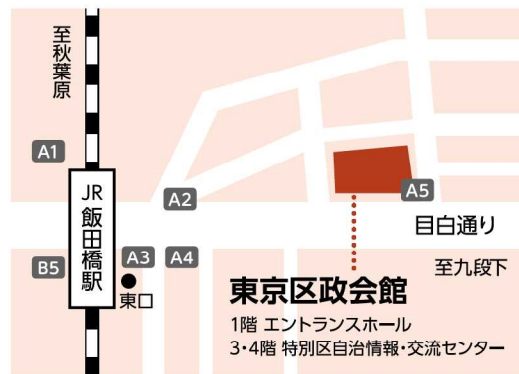 至秋葉原
A1
JR
飯田橋駅
A2
A5
目白通り
至九段下
B5
A3
A4
東口
東京区政会館
1階 エントランスホール
3・4階 特別区自治情報・交流センター